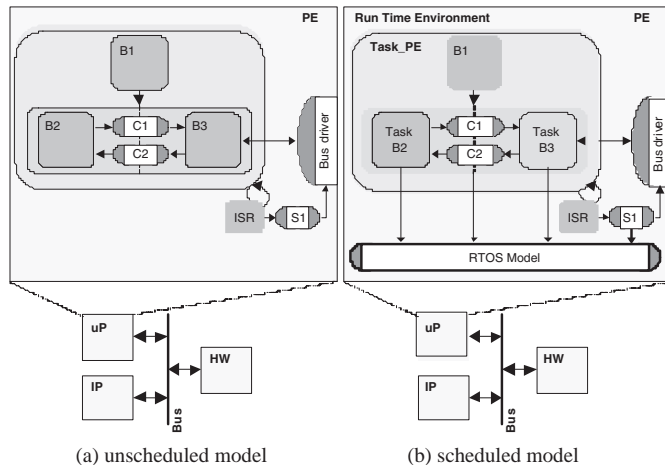 PE
B1
B2
C1
B3
C2
Bus driver
ISR
S1
uP
HW
IP
Bus
(a) unscheduled model
Run Time Environment
PE
Task_PE
B1
Task
B2
C1
Task
B3
C2
Bus driver
ISR
S1
RTOS Model
uP
HW
IP
Bus
(b) scheduled model